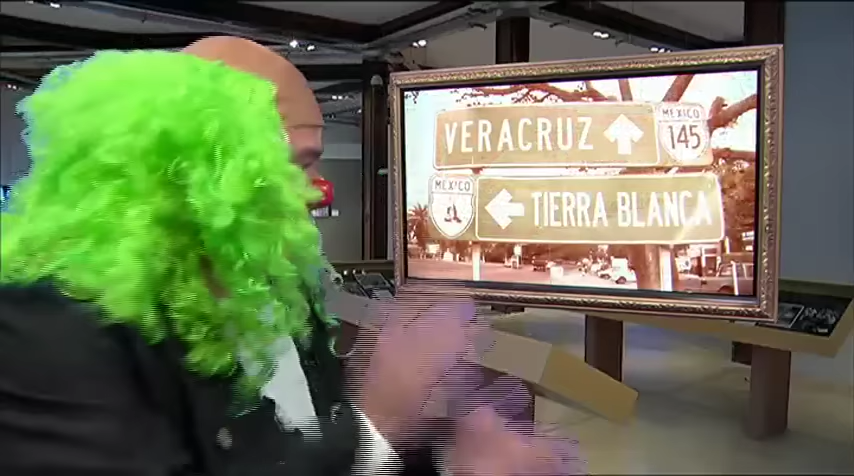 VERACRUZ
MEXICO
145
MEXICO
TIERRA BLANCA